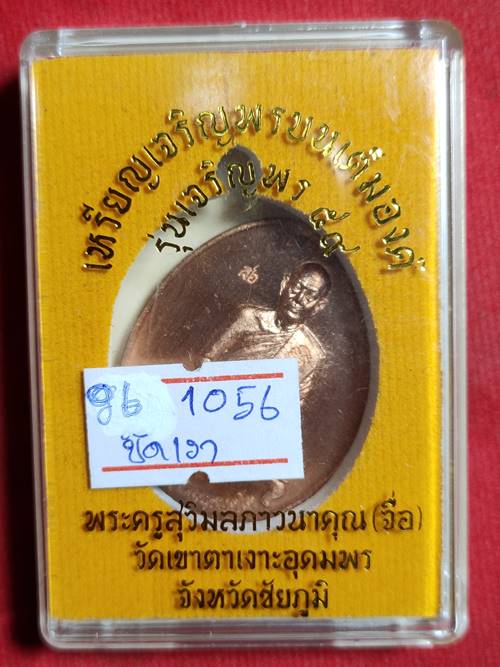 เหรียญเจริญพรบนเต็มองค์
รุ่นเจริญพร ๕๙
1056
ขัดเงา
พระครูสุวิมลภาวนาคุณ (จื่อ)
วัดเขาตาเงาะอุดมพร
จังหวัดชัยภูมิ